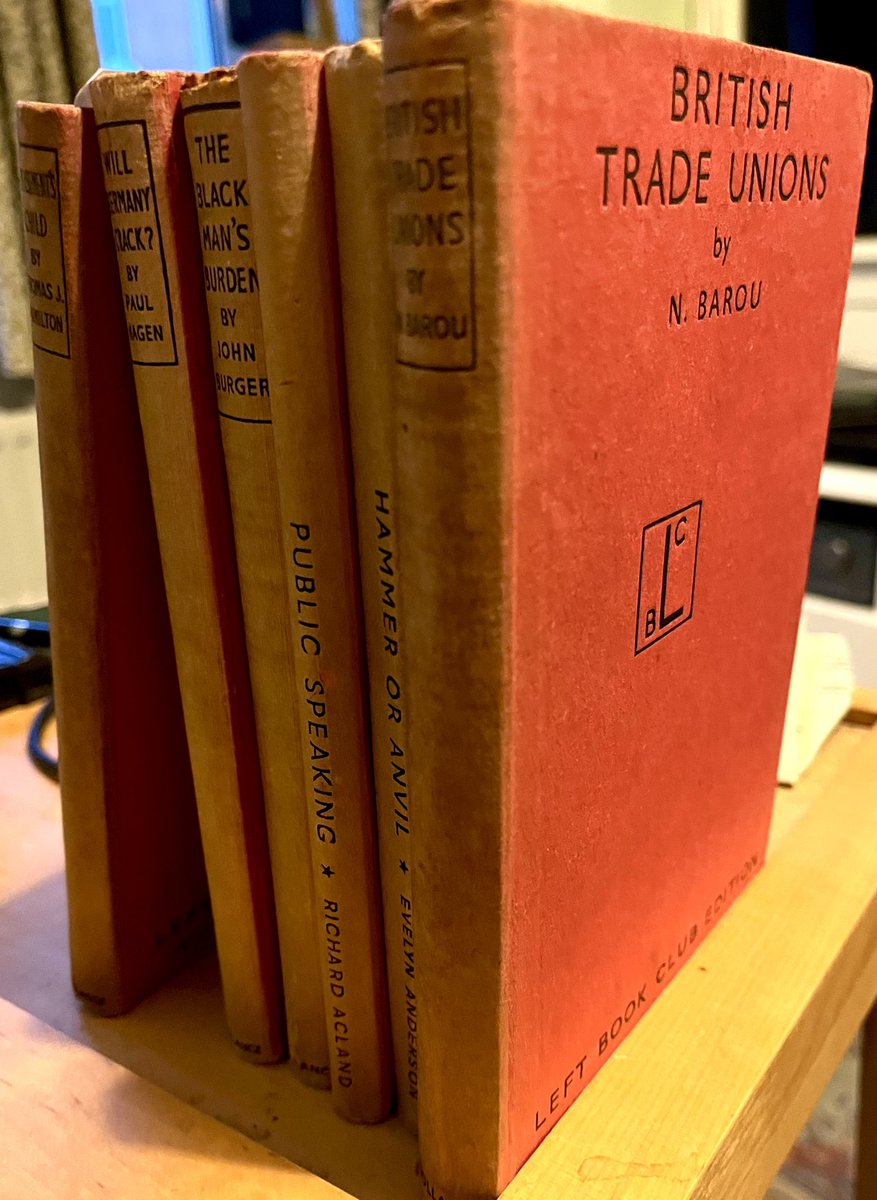 CHILD
BY
WILL
GERMANY
CRACK?
BY
PAUL
HAGEN
THE
BLACK
MAN'S
BURDEN
BY
JOHN
BURGER
PUBLIC SPEAKING ★ RICHARD ACLAND
HAMMER OR ANVIL ★ EVELYN ANDERSON
BRITISH
TRADE
UNIONS
BY
N. BAROU
BRITISH
TRADE UNIONS
by
N. BAROU
L B C
LEFT BOOK CLUB EDITION